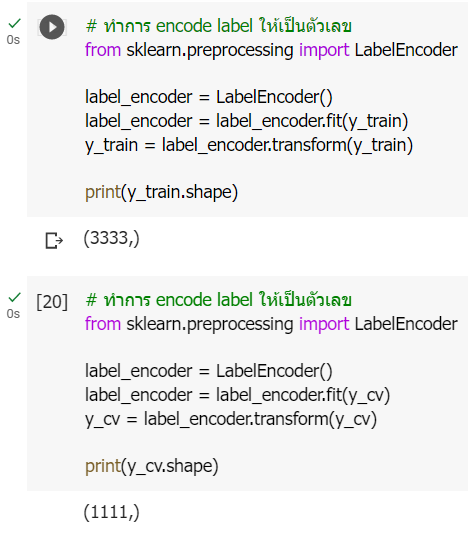 # ทำการ encode label ให้เป็นตัวเลข
0s
from sklearn.preprocessing import LabelEncoder
label_encoder = LabelEncoder()
label_encoder = label_encoder.fit(y_train)
y_train = label_encoder.transform(y_train)
print(y_train.shape)
(3333,)
[20] # ทำการ encode label ให้เป็นตัวเลข
0s
from sklearn.preprocessing import LabelEncoder
label_encoder = LabelEncoder()
label_encoder = label_encoder.fit(y_cv)
y_cv = label_encoder.transform(y_cv)
print(y_cv.shape)
(1111,)